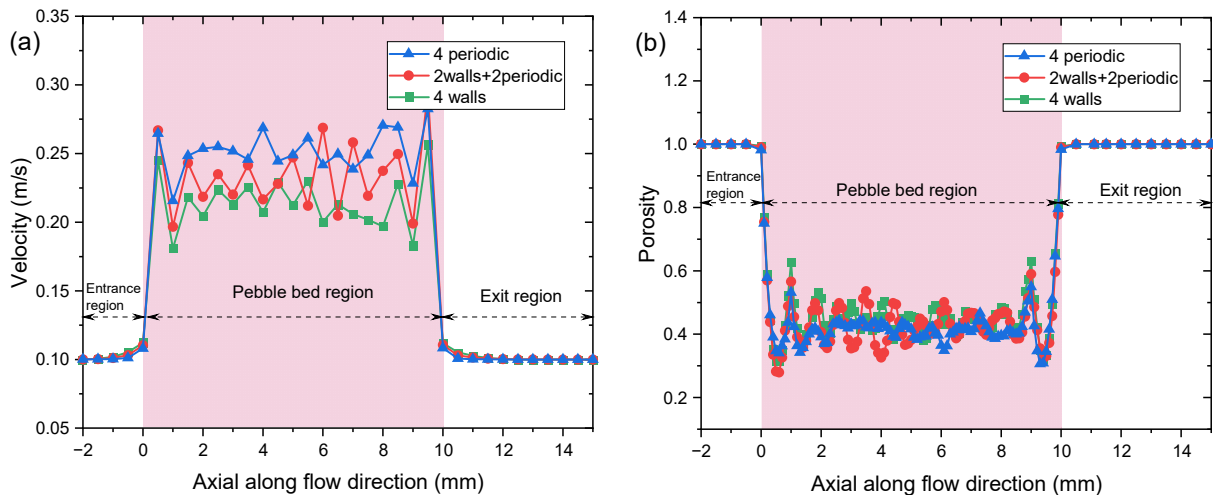 (a)
0.35
0.30
0.25
0.20
0.15
0.10
0.05
Velocity (m/s)
4 periodic
2walls+2periodic
4 walls
Entrance
region
Pebble bed region
Exit region
−2
0
2
4
6
8
10
12
14
Axial along flow direction (mm)
(b)
1.4
1.2
1.0
0.8
0.6
0.4
0.2
Porosity
4 periodic
2walls+2periodic
4 walls
Entrance
region
Pebble bed region
Exit region
−2
0
2
4
6
8
10
12
14
Axial along flow direction (mm)